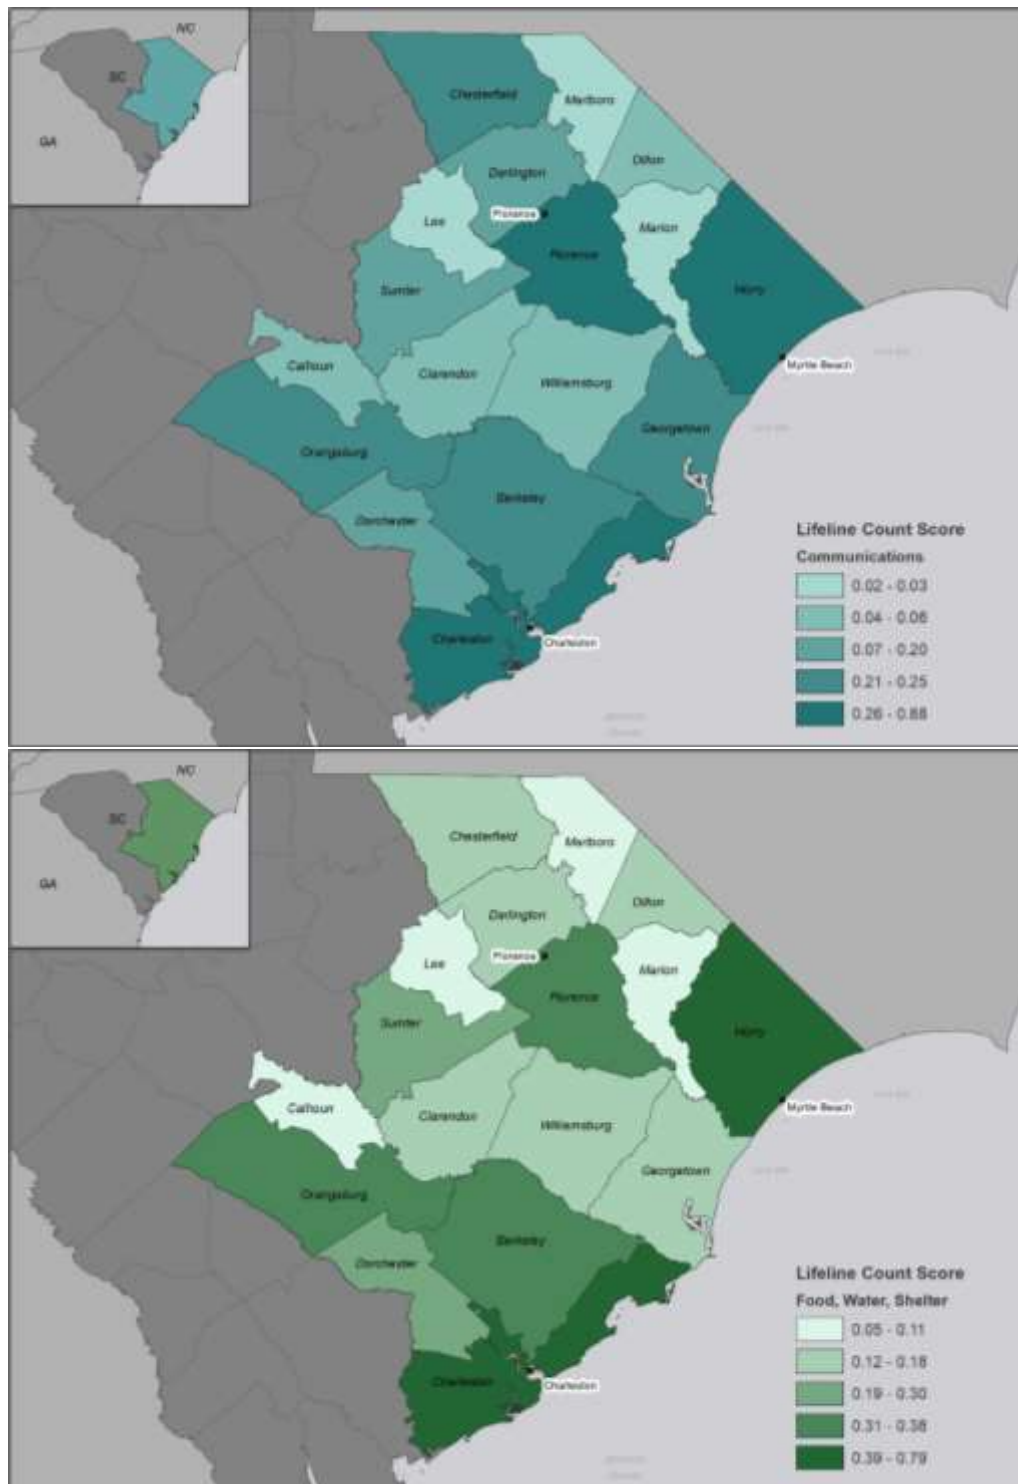 NC
SC
GA
Chesterfield
Marlboro
Dillon
Darlington
Florence
Lee
Marion
Florence
Horry
Sumter
Myrtle Beach
Calhoun
Clarendon
Williamsburg
Georgetown
Orangeburg
Berkeley
Dorchester
Charleston
Charleston
Lifeline Count Score
Communications
0.02 - 0.03
0.04 - 0.06
0.07 - 0.20
0.21 - 0.25
0.26 - 0.88
NC
SC
GA
Chesterfield
Marlboro
Dillon
Darlington
Florence
Lee
Marion
Florence
Horry
Sumter
Myrtle Beach
Calhoun
Clarendon
Williamsburg
Georgetown
Orangeburg
Berkeley
Dorchester
Charleston
Charleston
Lifeline Count Score
Food, Water, Shelter
0.05 - 0.11
0.12 - 0.18
0.19 - 0.30
0.31 - 0.38
0.39 - 0.79